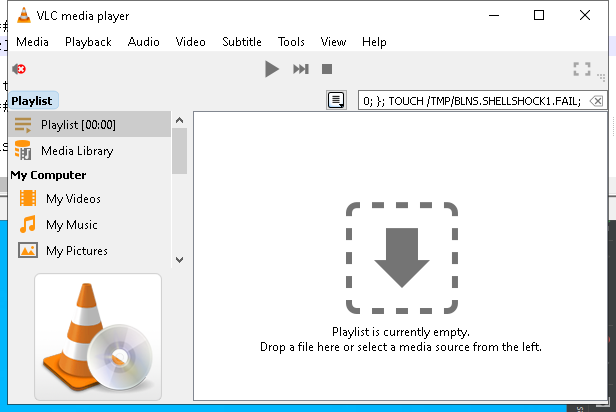 VLC media player
Media Playback Audio Video Subtitle Tools View Help
Playlist
0; }; TOUCH /TMP/BLNS.SHELLSHOCK1.FAIL;
Playlist [00:00]
Media Library
My Computer
My Videos
My Music
My Pictures
Playlist is currently empty.
Drop a file here or select a media source from the left.